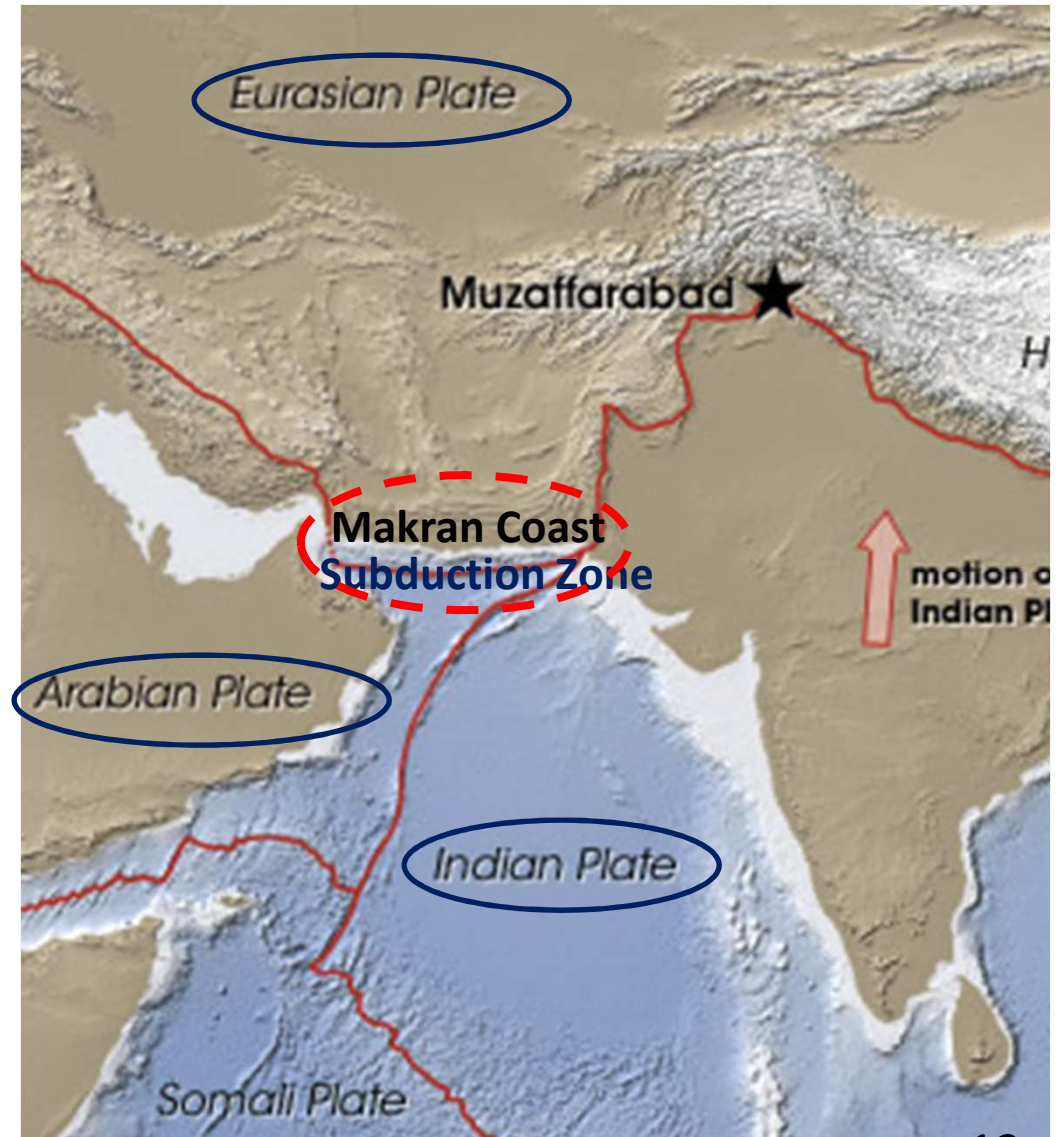 Eurasian Plate
Muzaffarabad
H
Makran Coast
Subduction Zone
motion o
Indian Pl
Arabian Plate
Indian Plate
Somali Plate